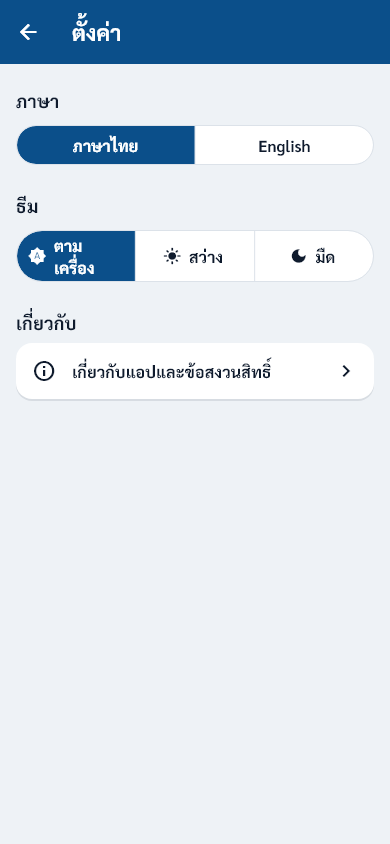 ตั้งค่า
ภาษา
ภาษาไทย
English
ธีม
A
ตาม
เครื่อง
สว่าง
มืด
เกี่ยวกับ
เกี่ยวกับแอปและข้อสงวนสิทธิ์